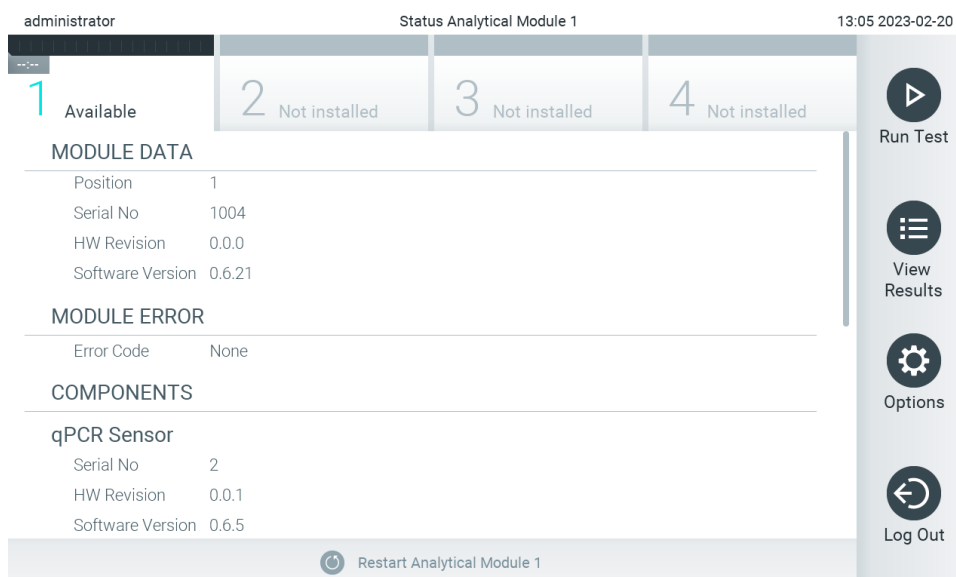 administrator Status Analytical Module 1 13:05 2023-02-20
--:--
1 Available 2 Not installed 3 Not installed 4 Not installed
MODULE DATA
Position 1
Serial No 1004
HW Revision 0.0.0
Software Version 0.6.21
MODULE ERROR
Error Code None
COMPONENTS
qPCR Sensor
Serial No 2
HW Revision 0.0.1
Software Version 0.6.5
Restart Analytical Module 1
Run Test
View
Results
Options
Log Out